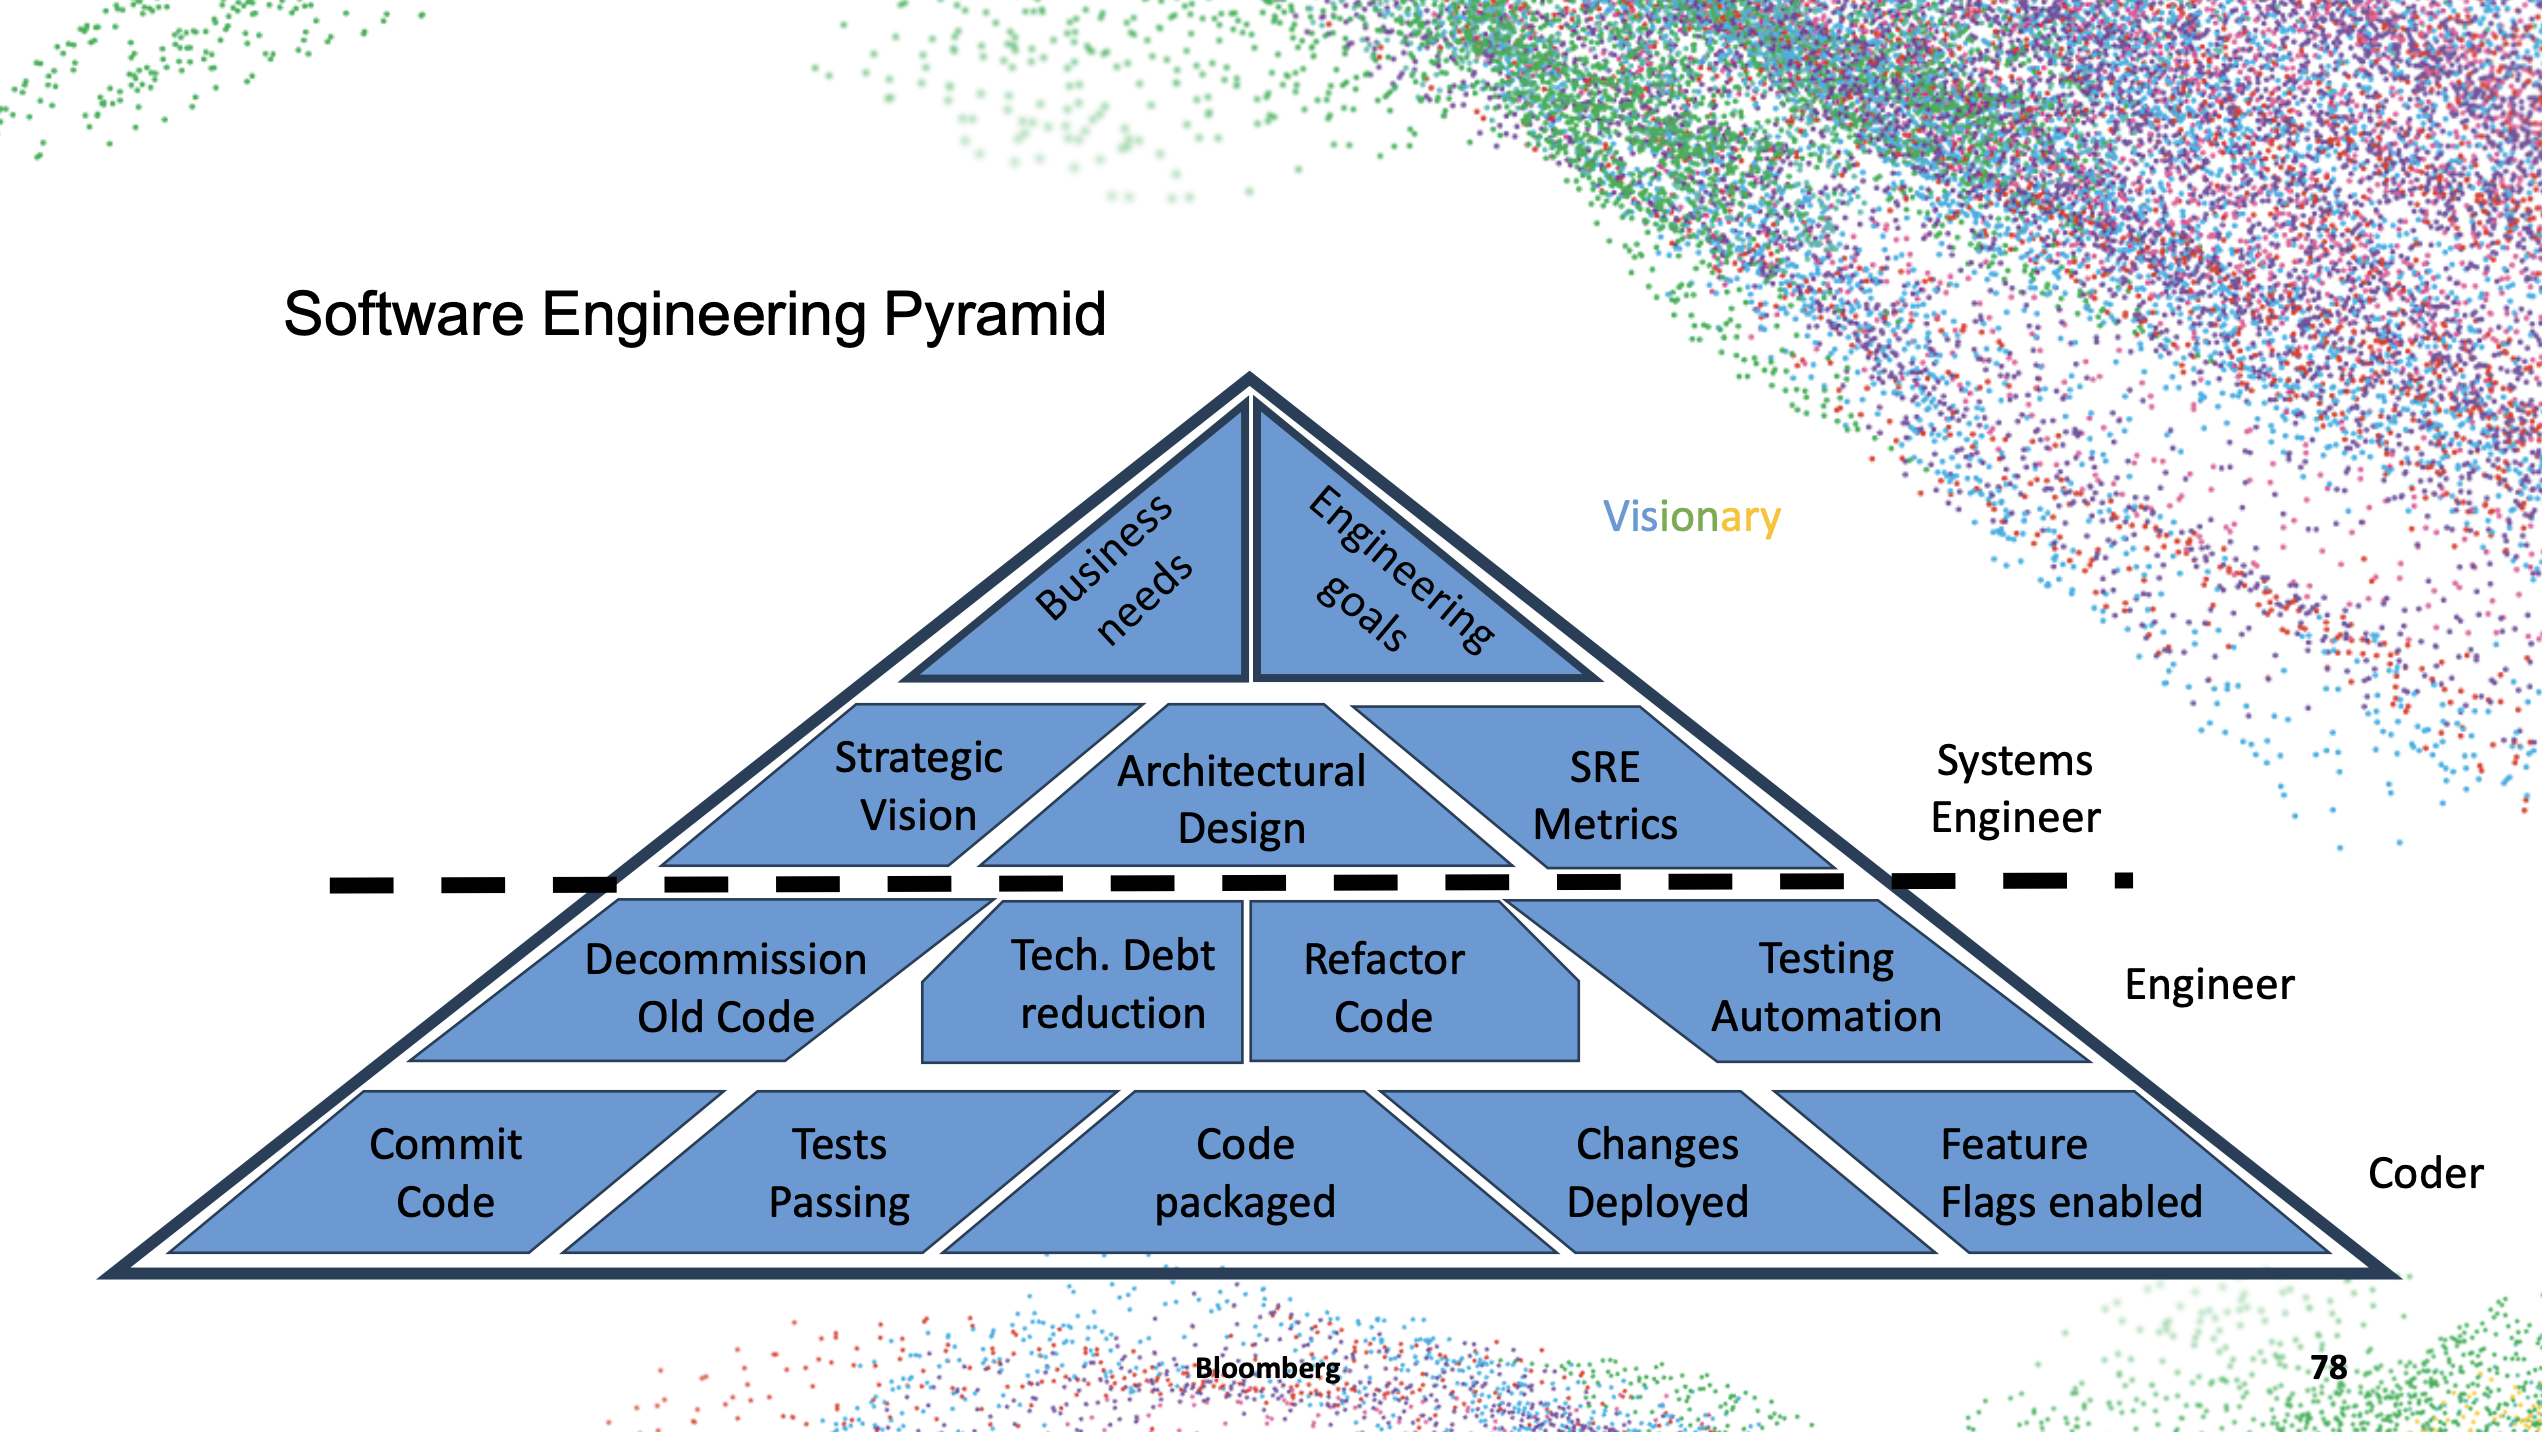 Software Engineering Pyramid
Business
needs
Engineering
goals
Visionary
Strategic
Vision
Architectural
Design
SRE
Metrics
Systems
Engineer
Decommission
Old Code
Tech. Debt
reduction
Refactor
Code
Testing
Automation
Engineer
Commit
Code
Tests
Passing
Code
packaged
Changes
Deployed
Feature
Flags enabled
Coder
Bloomberg
78